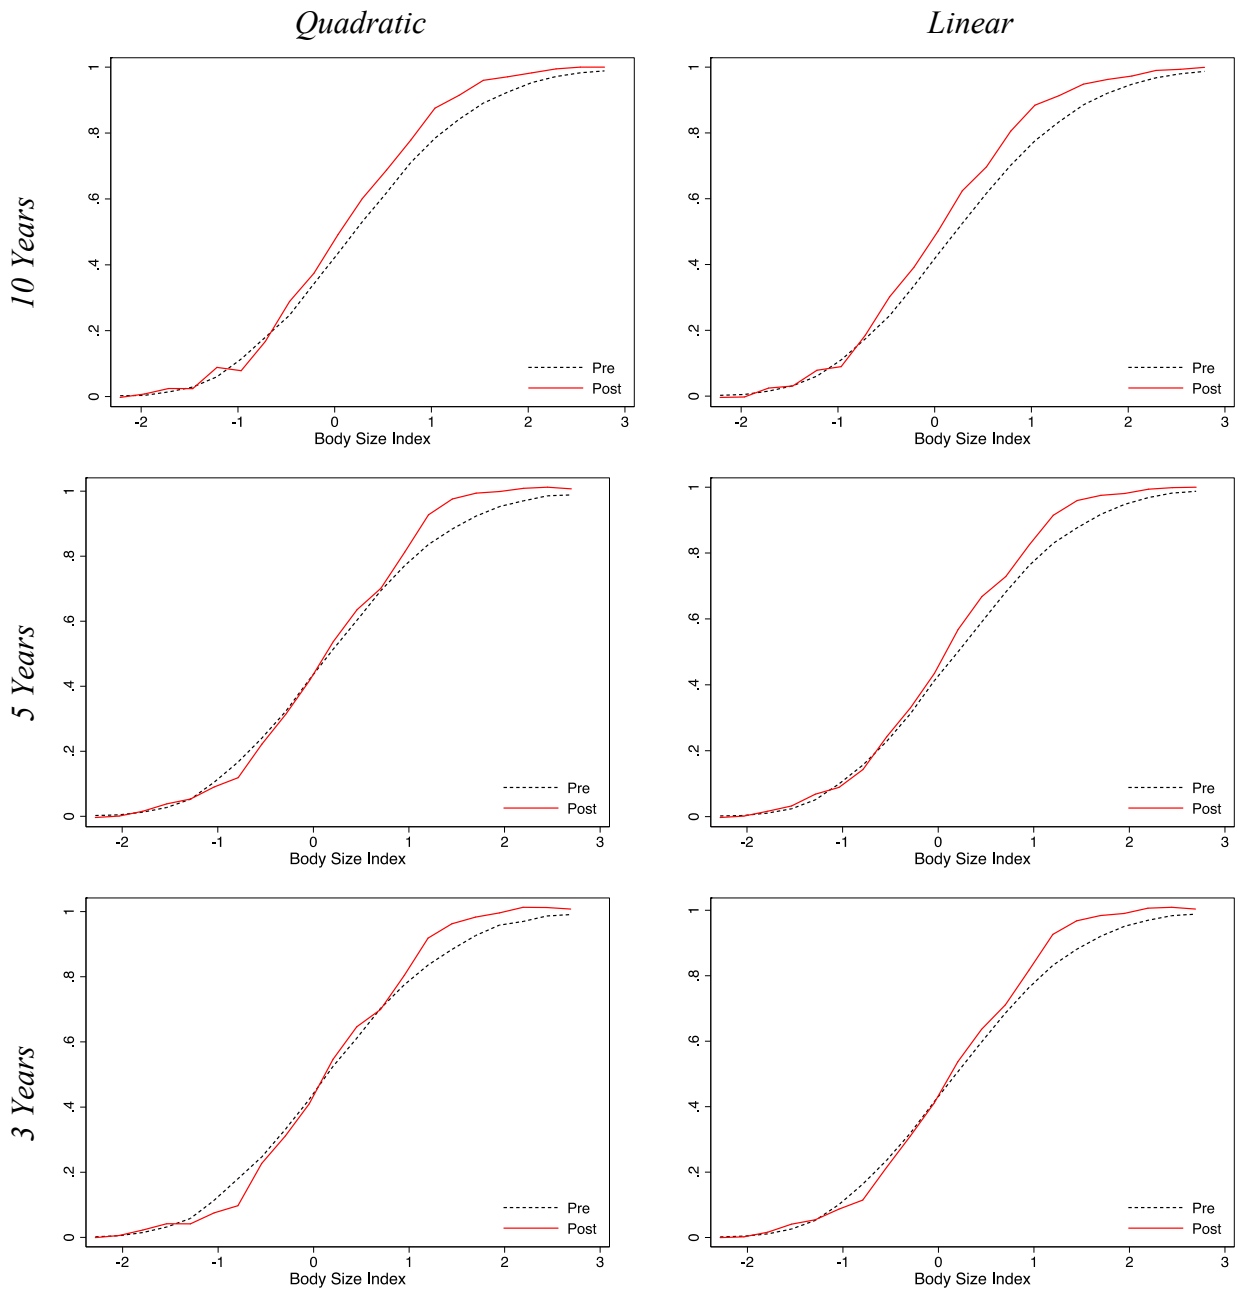 Quadratic
Linear
10 Years
1
.8
.6
.4
.2
0
Pre
Post
-2 -1 0 1 2 3
Body Size Index
1
.8
.6
.4
.2
0
Pre
Post
-2 -1 0 1 2 3
Body Size Index
5 Years
1
.8
.6
.4
.2
0
Pre
Post
-2 -1 0 1 2 3
Body Size Index
1
.8
.6
.4
.2
0
Pre
Post
-2 -1 0 1 2 3
Body Size Index
3 Years
1
.8
.6
.4
.2
0
Pre
Post
-2 -1 0 1 2 3
Body Size Index
1
.8
.6
.4
.2
0
Pre
Post
-2 -1 0 1 2 3
Body Size Index